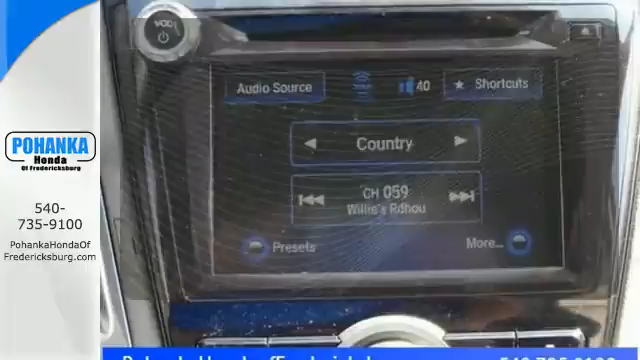 VOL
Audio Source
40
★ Shortcuts
Country
CH 059
Willie's Rdhou
Presets
More...
POHANKA
Honda
Of Fredericksburg
540-
735-9100
PohankaHondaOf
Fredericksburg.com